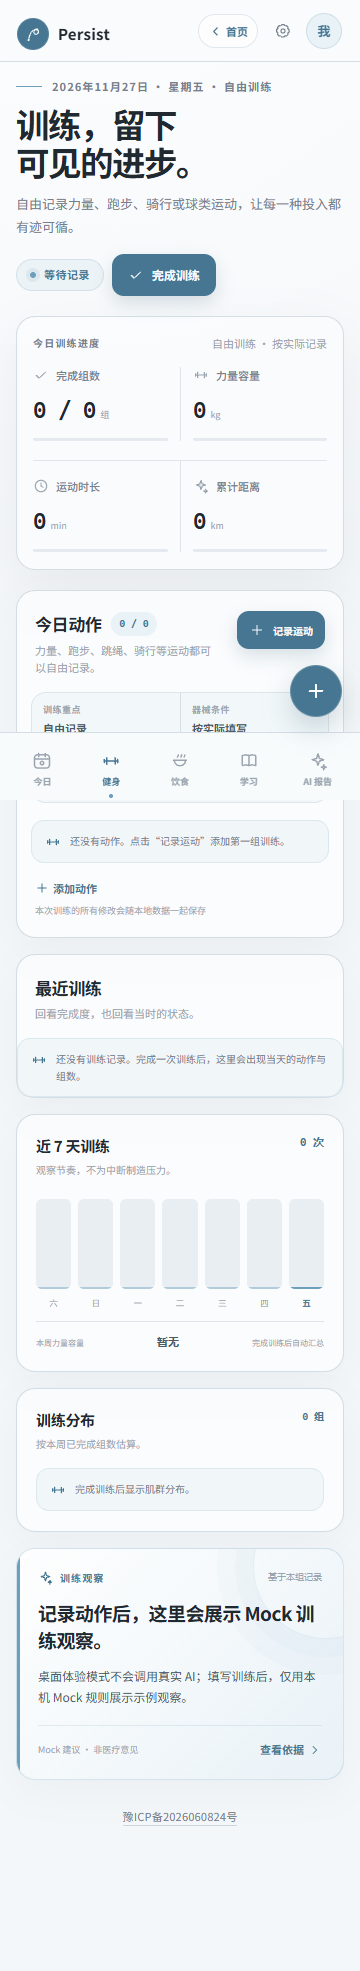 Persist
首页
我
2026年11月27日 · 星期五 · 自由训练
训练，留下
可见的进步。
自由记录力量、跑步、骑行或球类运动，让每一种投入都
有迹可循。
等待记录
完成训练
今日训练进度
自由训练 · 按实际记录
完成组数
力量容量
0 / 0 组
0 kg
运动时长
累计距离
0 min
0 km
今日动作
0 / 0
记录运动
力量、跑步、跳绳、骑行等运动都可
以自由记录。
训练重点
器械条件
自由记录
按实际填写
今日
健身
饮食
学习
AI 报告
还没有动作。点击“记录运动”添加第一组训练。
添加动作
本次训练的所有修改会随本地数据一起保存
最近训练
回看完成度，也回看当时的状态。
还没有训练记录。完成一次训练后，这里会出现当天的动作与
组数。
近 7 天训练
0 次
观察节奏，不为中断制造压力。
六
日
一
二
三
四
五
本周力量容量
暂无
完成训练后自动汇总
训练分布
0 组
按本周已完成组数估算。
完成训练后显示肌群分布。
训练观察
基于本组记录
记录动作后，这里会展示 Mock 训
练观察。
桌面体验模式不会调用真实 AI；填写训练后，仅用本
机 Mock 规则展示示例观察。
Mock 建议 · 非医疗意见
查看依据
豫ICP备2026060824号